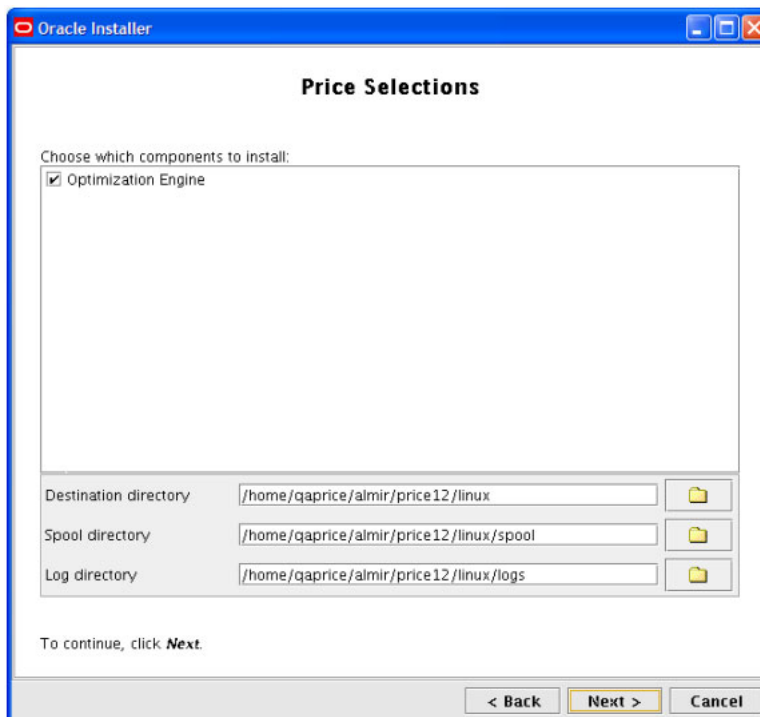 Oracle Installer
Price Selections
Choose which components to install:
Optimization Engine
Destination directory /home/qaprice/almir/price12/linux
Spool directory /home/qaprice/almir/price12/linux/spool
Log directory /home/qaprice/almir/price12/linux/logs
To continue, click Next.
< Back Next > Cancel